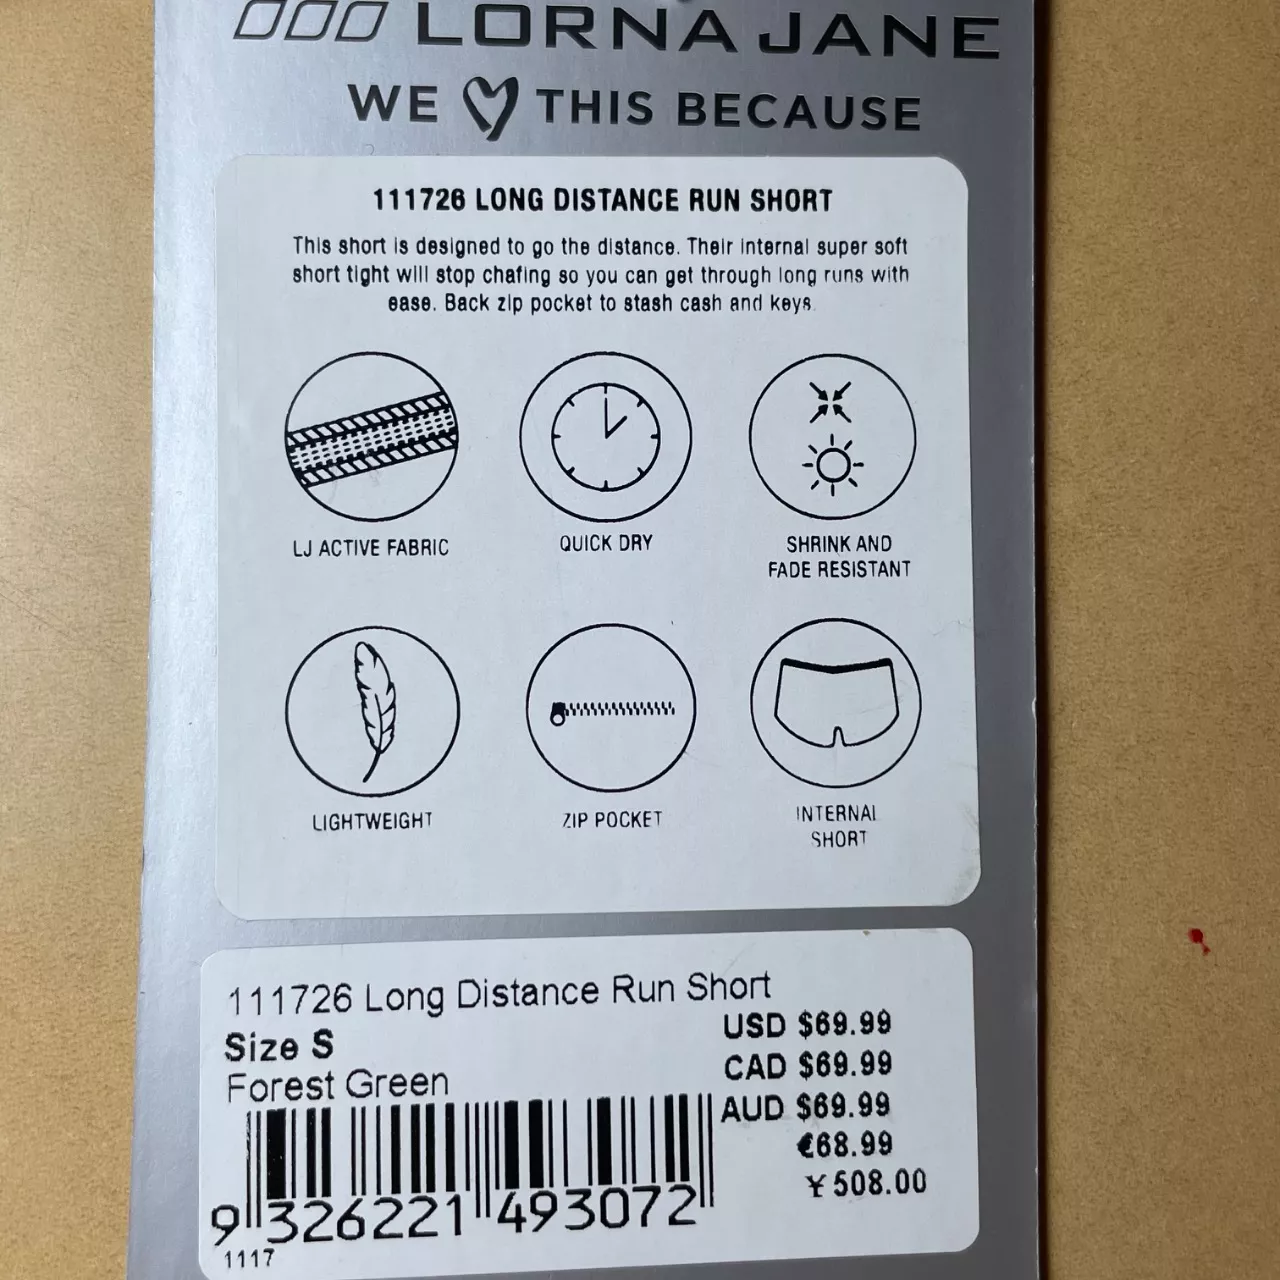 LORNA JANE
WE THIS BECAUSE
111726 LONG DISTANCE RUN SHORT
This short is designed to go the distance. Their internal super soft
short tight will stop chafing so you can get through long runs with
ease. Back zip pocket to stash cash and keys.
LJ ACTIVE FABRIC
QUICK DRY
SHRINK AND
FADE RESISTANT
LIGHTWEIGHT
ZIP POCKET
INTERNAL
SHORT
111726 Long Distance Run Short
Size S
Forest Green
USD $69.99
CAD $69.99
AUD $69.99
€68.99
¥508.00
9 326221 493072
1117